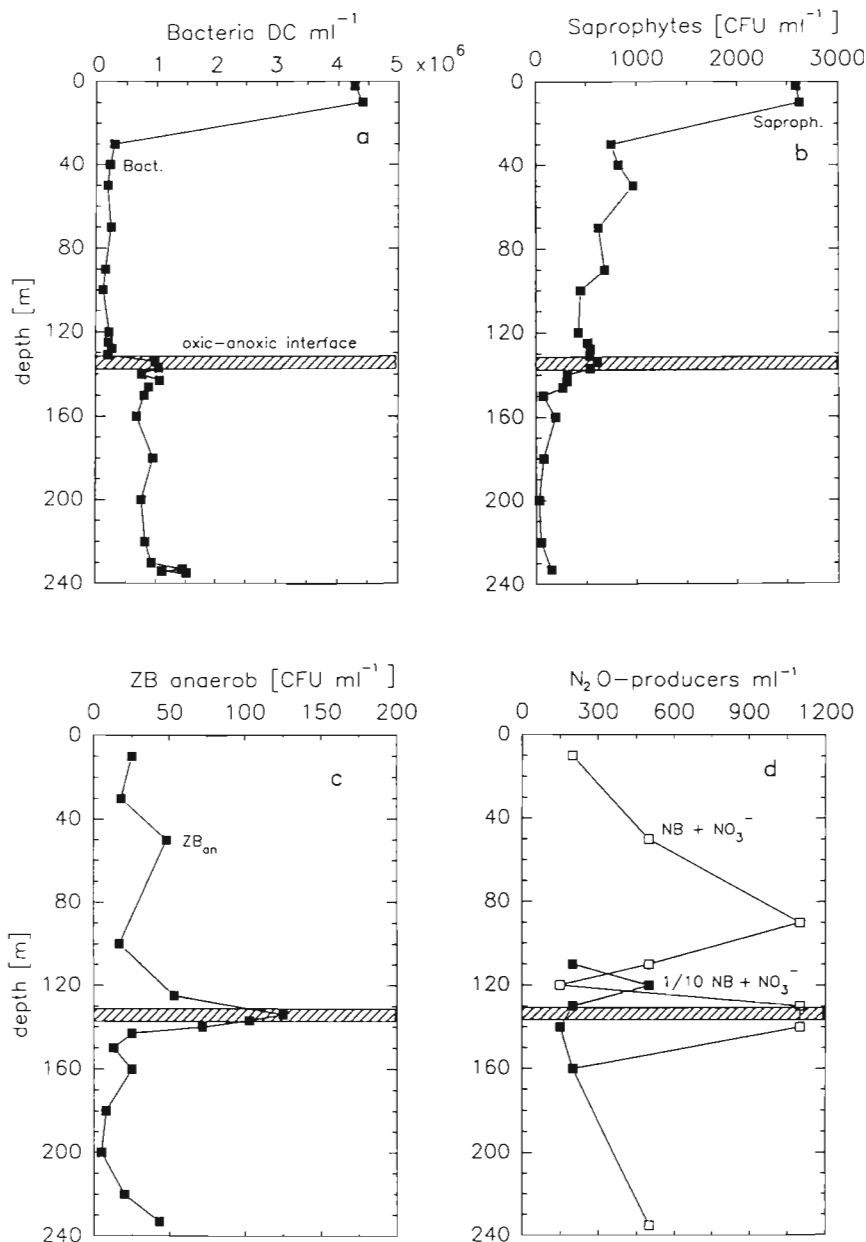 Bacteria DC ml⁻¹
0 1 2 3 4 5 ×10⁶
0
40
80
120
160
200
240
depth [m]
a
Bact.
oxic-anoxic interface
Saprophytes [CFU ml⁻¹]
0 1000 2000 3000
0
40
80
120
160
200
240
Saproph.
b
ZB anaerob [CFU ml⁻¹]
0 50 100 150 200
0
40
80
120
160
200
240
depth [m]
c
ZBan
N₂O-producers ml⁻¹
0 300 600 900 1200
0
40
80
120
160
200
240
d
NB + NO₃⁻
1/10 NB + NO₃⁻